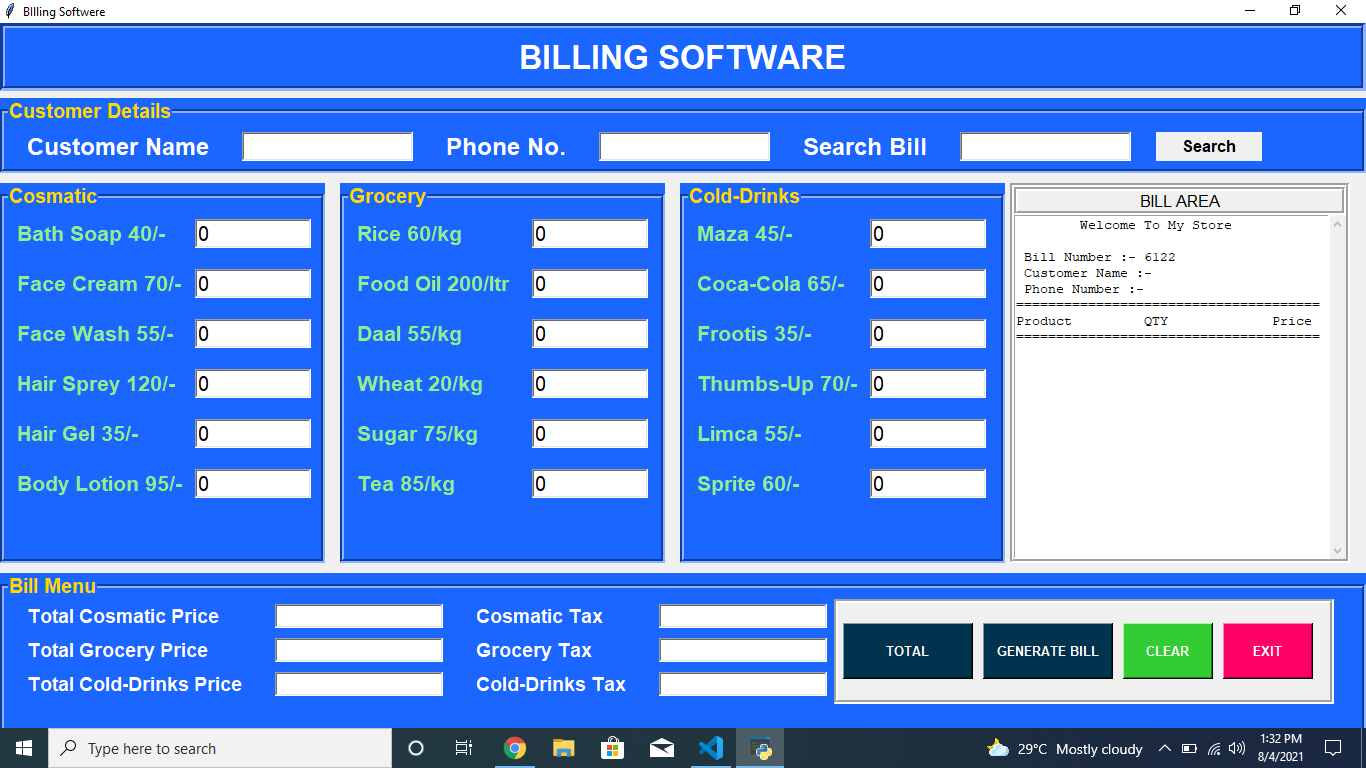 BIlling Softwere
BILLING SOFTWARE
Customer Details
Customer Name
Phone No.
Search Bill
Search
Cosmatic
Bath Soap 40/- 0
Face Cream 70/- 0
Face Wash 55/- 0
Hair Sprey 120/- 0
Hair Gel 35/- 0
Body Lotion 95/- 0
Grocery
Rice 60/kg 0
Food Oil 200/ltr 0
Daal 55/kg 0
Wheat 20/kg 0
Sugar 75/kg 0
Tea 85/kg 0
Cold-Drinks
Maza 45/- 0
Coca-Cola 65/- 0
Frootis 35/- 0
Thumbs-Up 70/- 0
Limca 55/- 0
Sprite 60/- 0
BILL AREA
Welcome To My Store
Bill Number :- 6122
Customer Name :-
Phone Number :-
======================================
Product QTY Price
======================================
Bill Menu
Total Cosmatic Price
Total Grocery Price
Total Cold-Drinks Price
Cosmatic Tax
Grocery Tax
Cold-Drinks Tax
TOTAL
GENERATE BILL
CLEAR
EXIT
Type here to search
29°C Mostly cloudy
1:32 PM
8/4/2021